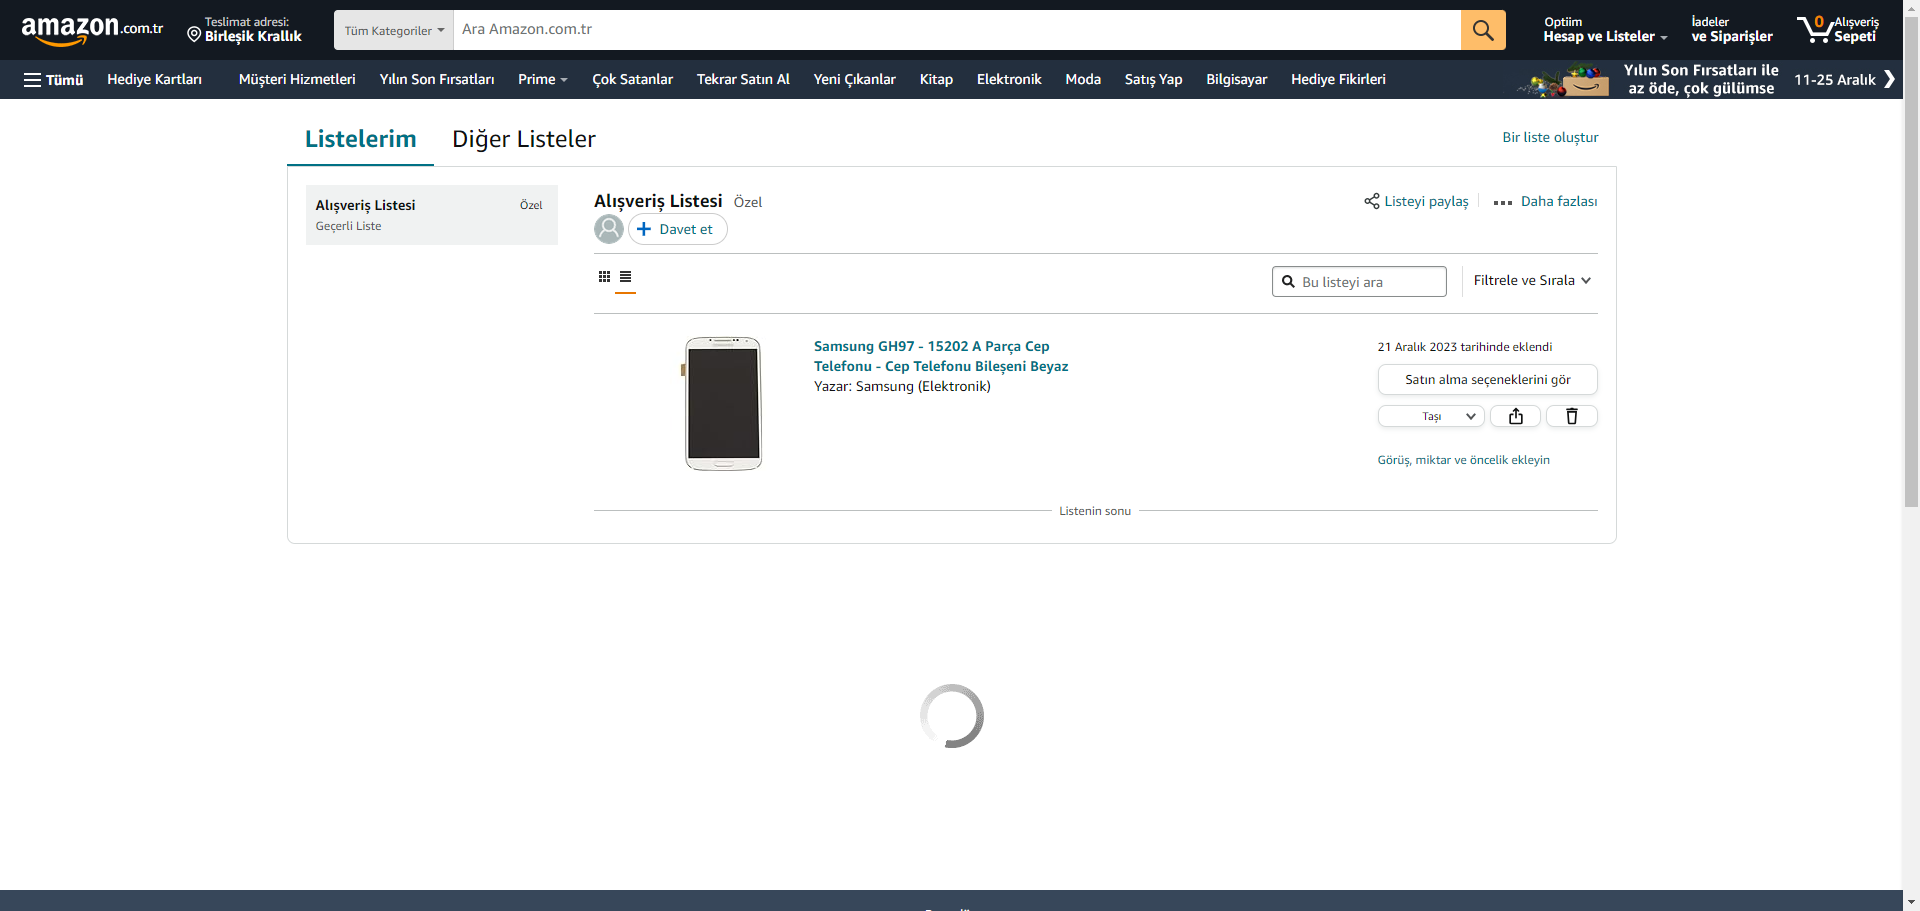 amazon.com.tr
Teslimat adresi:
Birleşik Krallık
Tüm Kategoriler
Ara Amazon.com.tr
Optiim
Hesap ve Listeler
İadeler
ve Siparişler
0
Alışveriş
Sepeti
Tümü
Hediye Kartları
Müşteri Hizmetleri
Yılın Son Fırsatları
Prime
Çok Satanlar
Tekrar Satın Al
Yeni Çıkanlar
Kitap
Elektronik
Moda
Satış Yap
Bilgisayar
Hediye Fikirleri
Yılın Son Fırsatları ile
az öde, çok gülümse
11-25 Aralık
Listelerim
Diğer Listeler
Bir liste oluştur
Alışveriş Listesi
Özel
Geçerli Liste
Alışveriş Listesi Özel
Listeyi paylaş
Daha fazlası
Davet et
Bu listeyi ara
Filtrele ve Sırala
Samsung GH97 - 15202 A Parça Cep
Telefonu - Cep Telefonu Bileşeni Beyaz
Yazar: Samsung (Elektronik)
21 Aralık 2023 tarihinde eklendi
Satın alma seçeneklerini gör
Taşı
Görüş, miktar ve öncelik ekleyin
Listenin sonu